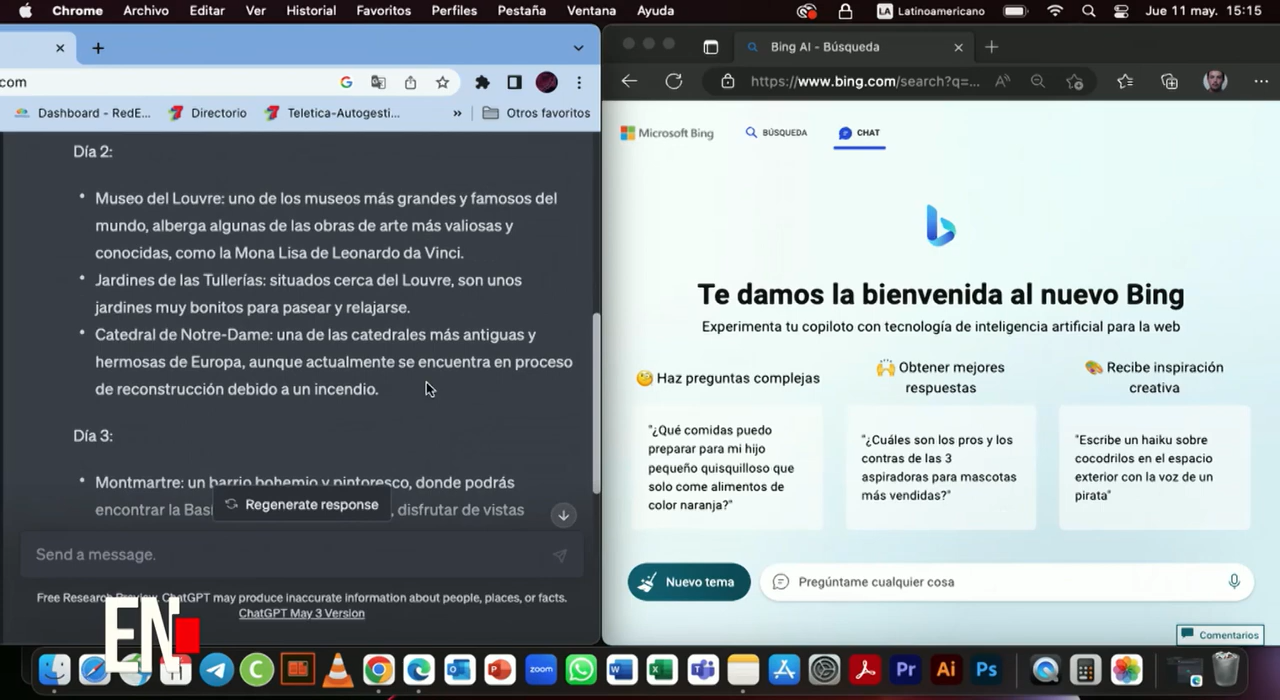 Chrome Archivo Editar Ver Historial Favoritos Perfiles Pestaña Ventana Ayuda LA Latinoamericano Jue 11 may. 15:15
Bing AI - Búsqueda
com
https://www.bing.com/search?q=...
Dashboard - RedE... Directorio Teletica-Autogesti... » Otros favoritos
Microsoft Bing BÚSQUEDA CHAT
Día 2:
• Museo del Louvre: uno de los museos más grandes y famosos del
mundo, alberga algunas de las obras de arte más valiosas y
conocidas, como la Mona Lisa de Leonardo da Vinci.
• Jardines de las Tullerías: situados cerca del Louvre, son unos
jardines muy bonitos para pasear y relajarse.
• Catedral de Notre-Dame: una de las catedrales más antiguas y
hermosas de Europa, aunque actualmente se encuentra en proceso
de reconstrucción debido a un incendio.
Día 3:
• Montmartre: un barrio bohemio y pintoresco, donde podrás
encontrar la Bas , disfrutar de vistas
Regenerate response
Send a message.
Free Research Preview. ChatGPT may produce inaccurate information about people, places, or facts.
ChatGPT May 3 Version
EN
Te damos la bienvenida al nuevo Bing
Experimenta tu copiloto con tecnología de inteligencia artificial para la web
Haz preguntas complejas
"¿Qué comidas puedo
preparar para mi hijo
pequeño quisquilloso que
solo come alimentos de
color naranja?"
Obtener mejores
respuestas
"¿Cuáles son los pros y los
contras de las 3
aspiradoras para mascotas
más vendidas?"
Recibe inspiración
creativa
"Escribe un haiku sobre
cocodrilos en el espacio
exterior con la voz de un
pirata"
Nuevo tema
Pregúntame cualquier cosa
Comentarios
zoom
Pr
Ai
Ps